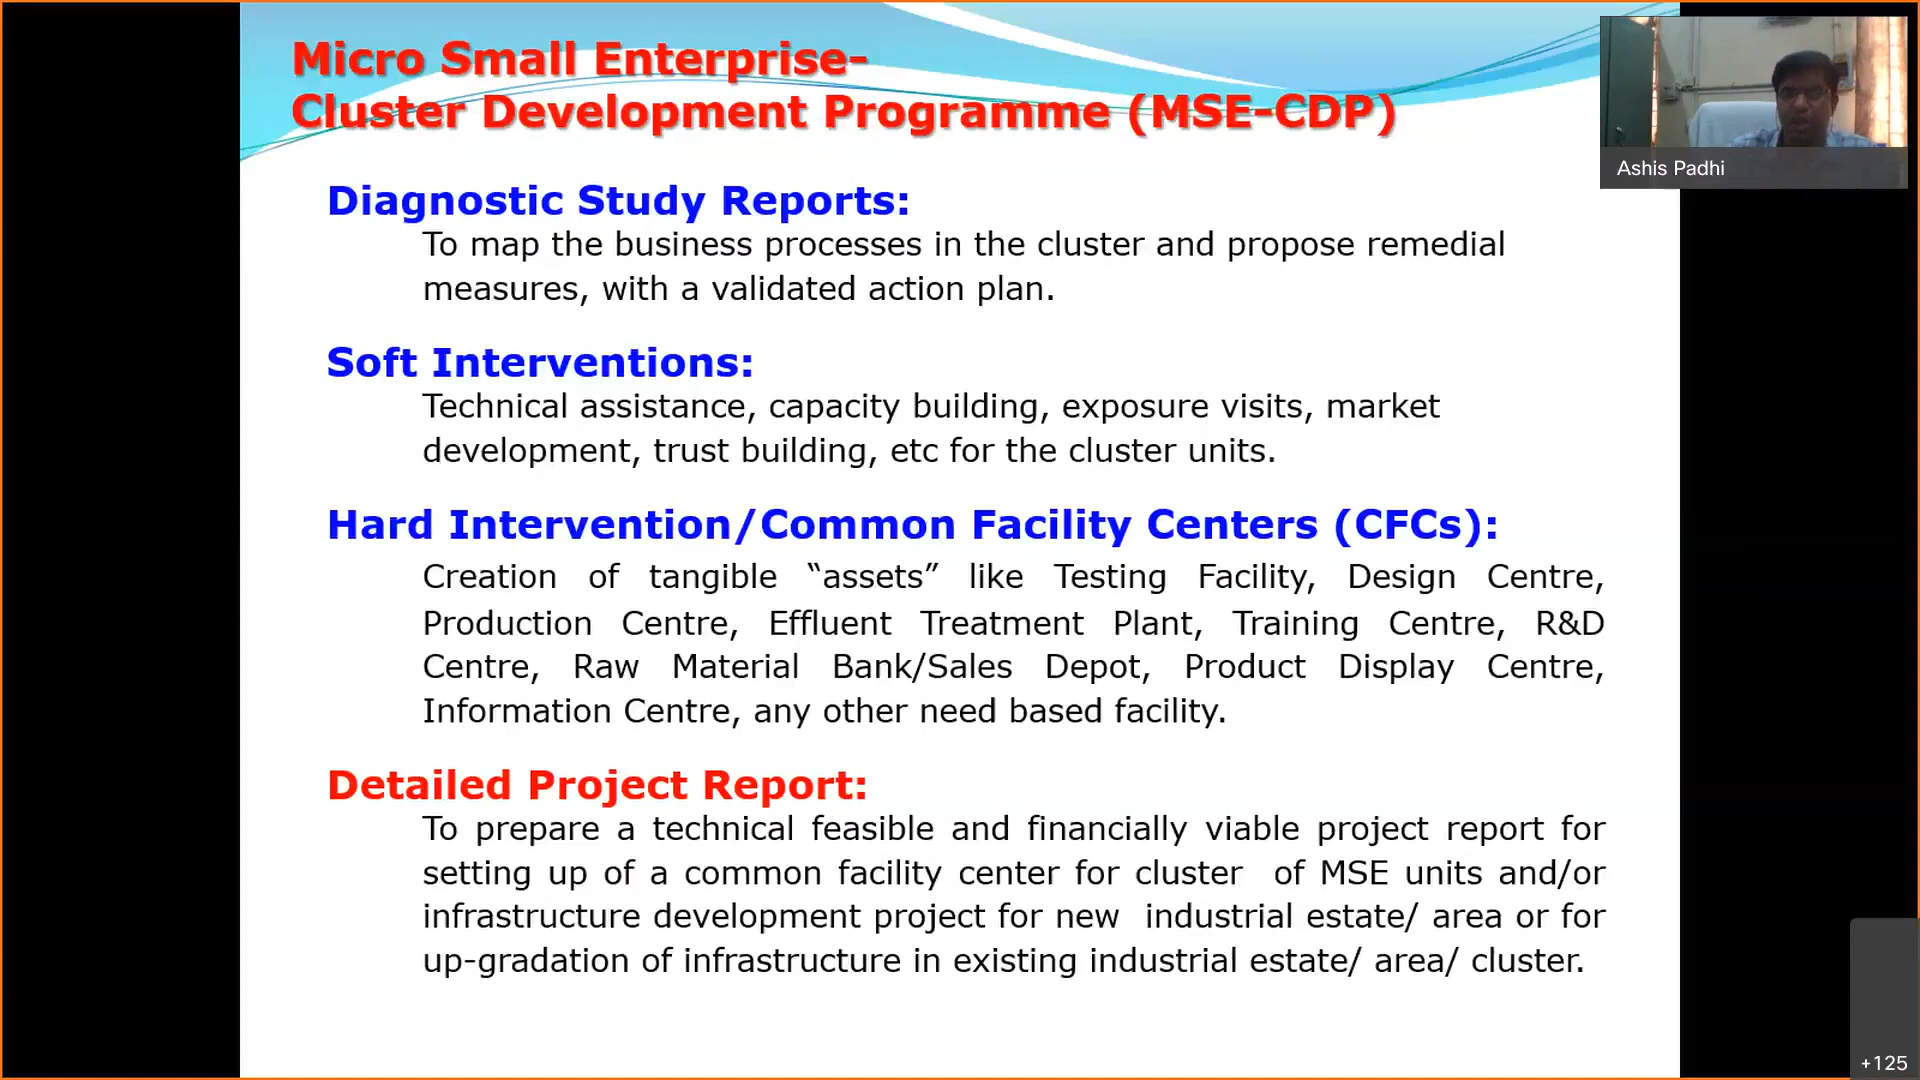 Micro Small Enterprise-
Cluster Development Programme (MSE-CDP)
Ashis Padhi
Diagnostic Study Reports:
To map the business processes in the cluster and propose remedial
measures, with a validated action plan.
Soft Interventions:
Technical assistance, capacity building, exposure visits, market
development, trust building, etc for the cluster units.
Hard Intervention/Common Facility Centers (CFCs):
Creation of tangible “assets” like Testing Facility, Design Centre,
Production Centre, Effluent Treatment Plant, Training Centre, R&D
Centre, Raw Material Bank/Sales Depot, Product Display Centre,
Information Centre, any other need based facility.
Detailed Project Report:
To prepare a technical feasible and financially viable project report for
setting up of a common facility center for cluster of MSE units and/or
infrastructure development project for new industrial estate/ area or for
up-gradation of infrastructure in existing industrial estate/ area/ cluster.
+125